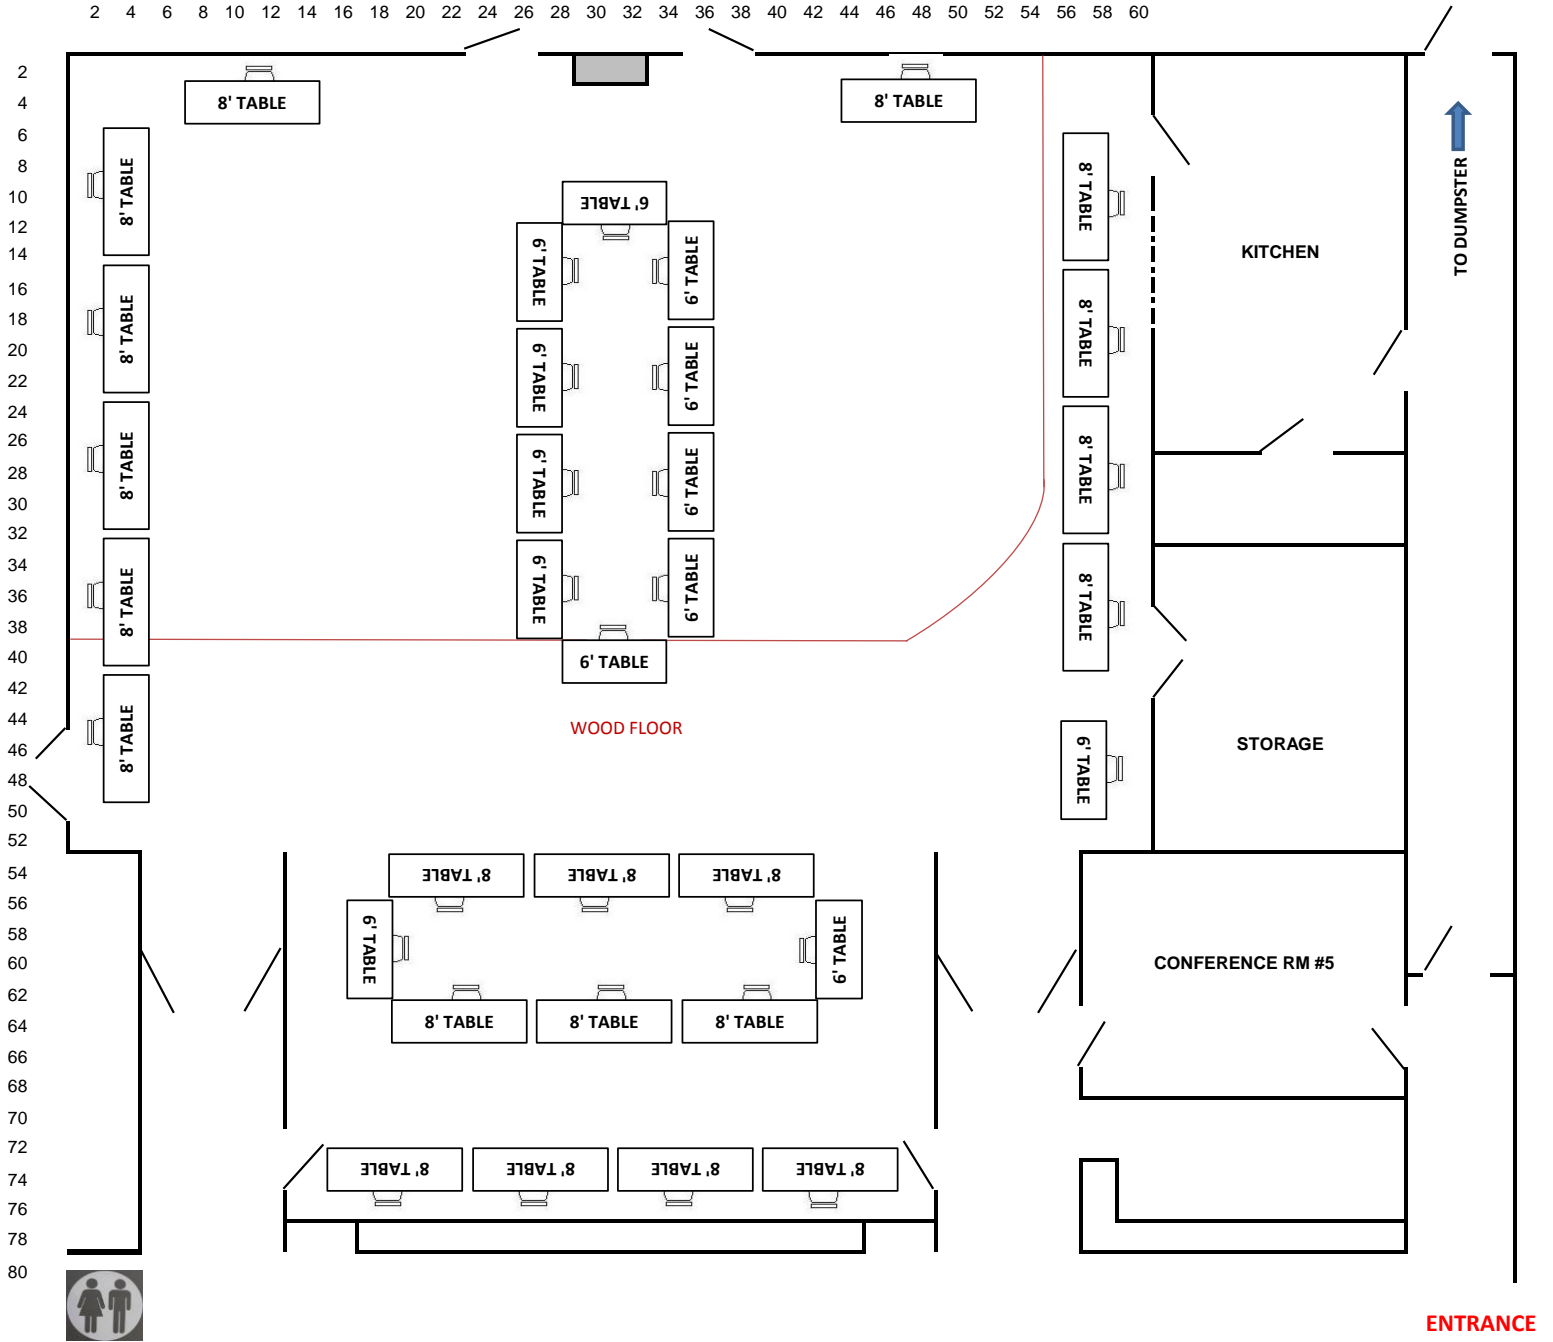 2 4 6 8 10 12 14 16 18 20 22 24 26 28 30 32 34 36 38 40 42 44 46 48 50 52 54 56 58 60
2
4
6
8
10
12
14
16
18
20
22
24
26
28
30
32
34
36
38
40
42
44
46
48
50
52
54
56
58
60
62
64
66
68
70
72
74
76
78
80
8' TABLE
8' TABLE
8' TABLE
8' TABLE
8' TABLE
8' TABLE
8' TABLE
6' TABLE
6' TABLE
6' TABLE
6' TABLE
6' TABLE
6' TABLE
6' TABLE
6' TABLE
6' TABLE
6' TABLE
8' TABLE
8' TABLE
8' TABLE
8' TABLE
6' TABLE
KITCHEN
TO DUMPSTER
WOOD FLOOR
STORAGE
8' TABLE
8' TABLE
8' TABLE
6' TABLE
6' TABLE
8' TABLE
8' TABLE
8' TABLE
CONFERENCE RM #5
8' TABLE
8' TABLE
8' TABLE
8' TABLE
ENTRANCE